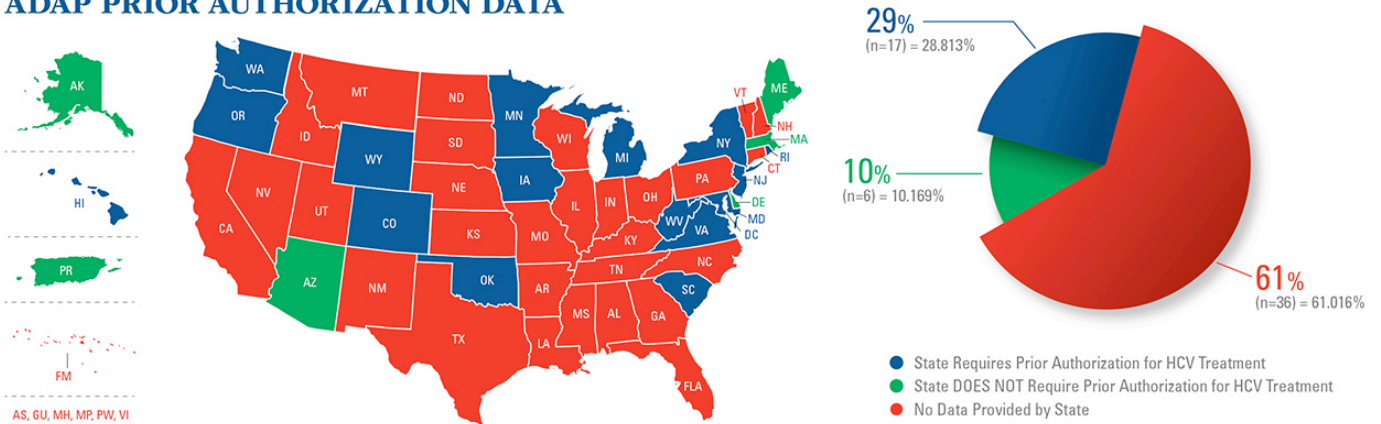 ADAP PRIOR AUTHORIZATION DATA
AK
HI
PR
FM
AS, GU, MH, MP, PW, VI
WA
OR
CA
NV
ID
MT
WY
UT
CO
AZ
NM
ND
SD
NE
KS
OK
TX
MN
IA
MO
AR
LA
WI
IL
MI
IN
OH
KY
TN
MS
AL
GA
FLA
SC
NC
VA
WV
PA
NY
VT
NH
ME
MA
RI
CT
NJ
DE
MD
DC
29%
(n=17) = 28.813%
10%
(n=6) = 10.169%
61%
(n=36) = 61.016%
State Requires Prior Authorization for HCV Treatment
State DOES NOT Require Prior Authorization for HCV Treatment
No Data Provided by State